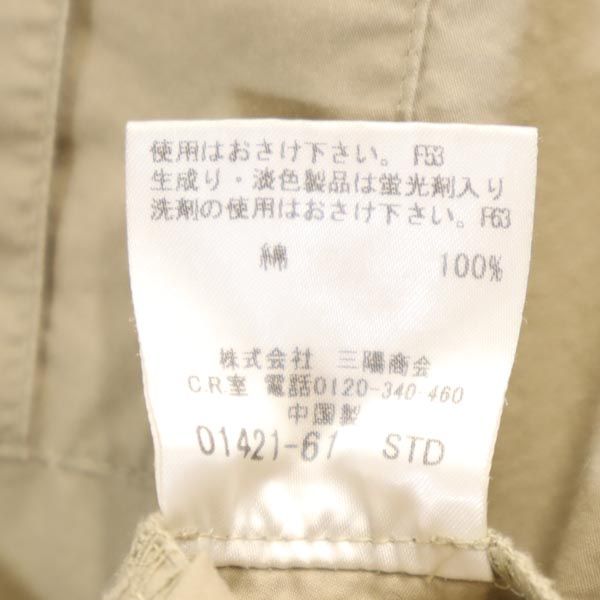 使用はおさけ下さい。 F53
生成り・淡色製品は蛍光剤入り
洗剤の使用はおさけ下さい。F63
綿 100%
株式会社 三陽商会
C.R室 電話0120-340-460
中国製
01421-61 STD